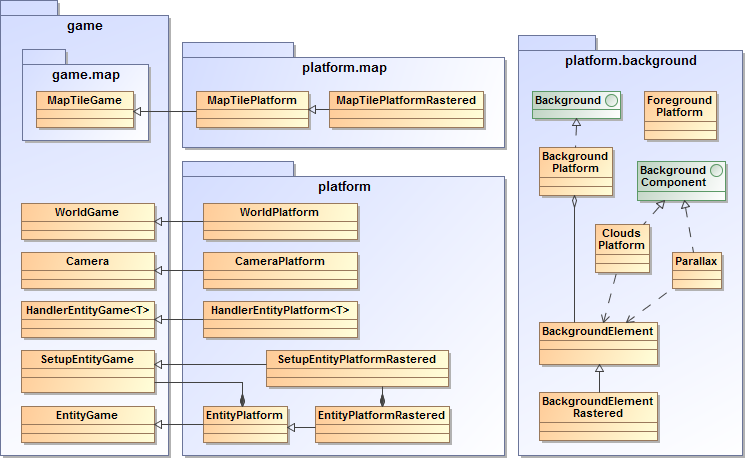 game
game.map
MapTileGame
WorldGame
Camera
HandlerEntityGame<T>
SetupEntityGame
EntityGame
platform.map
MapTilePlatform
MapTilePlatformRastered
platform
WorldPlatform
CameraPlatform
HandlerEntityPlatform<T>
SetupEntityPlatformRastered
EntityPlatform
EntityPlatformRastered
platform.background
Background
Foreground
Platform
Background
Platform
Background
Component
Clouds
Platform
Parallax
BackgroundElement
BackgroundElement
Rastered